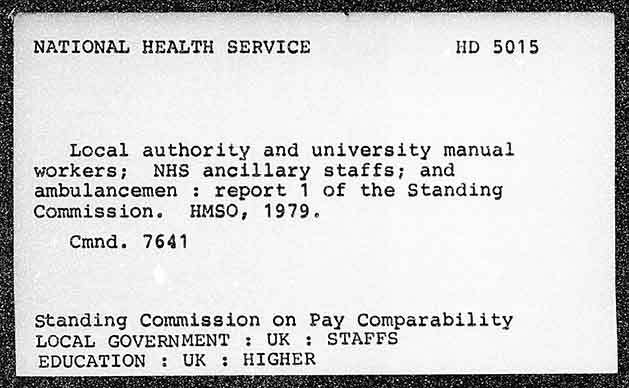 NATIONAL HEALTH SERVICE HD 5015
Local authority and university manual
workers; NHS ancillary staffs; and
ambulancemen : report 1 of the Standing
Commission. HMSO, 1979.
Cmnd. 7641
Standing Commission on Pay Comparability
LOCAL GOVERNMENT : UK : STAFFS
EDUCATION : UK : HIGHER